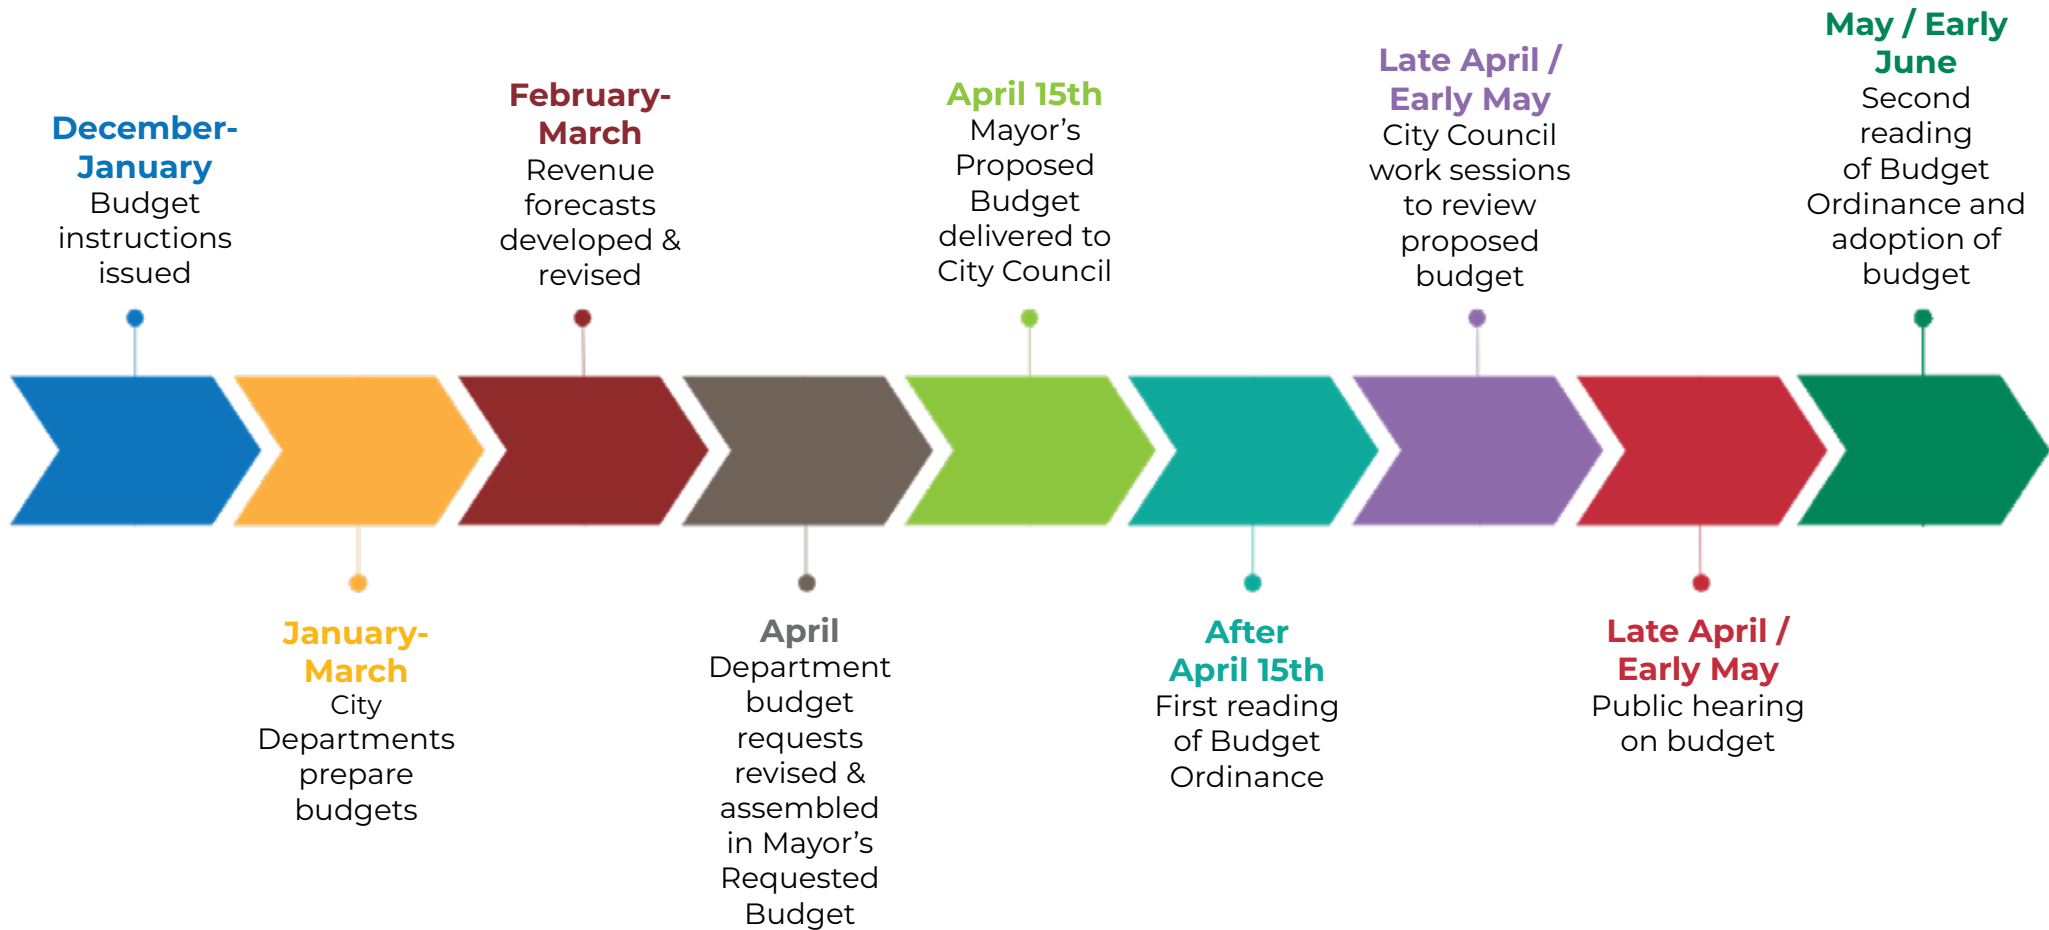 December-
January
Budget
instructions
issued
January-
March
City
Departments
prepare
budgets
February-
March
Revenue
forecasts
developed &
revised
April
Department
budget
requests
revised &
assembled
in Mayor’s
Requested
Budget
April 15th
Mayor’s
Proposed
Budget
delivered to
City Council
After
April 15th
First reading
of Budget
Ordinance
Late April /
Early May
City Council
work sessions
to review
proposed
budget
Late April /
Early May
Public hearing
on budget
May / Early
June
Second
reading
of Budget
Ordinance and
adoption of
budget